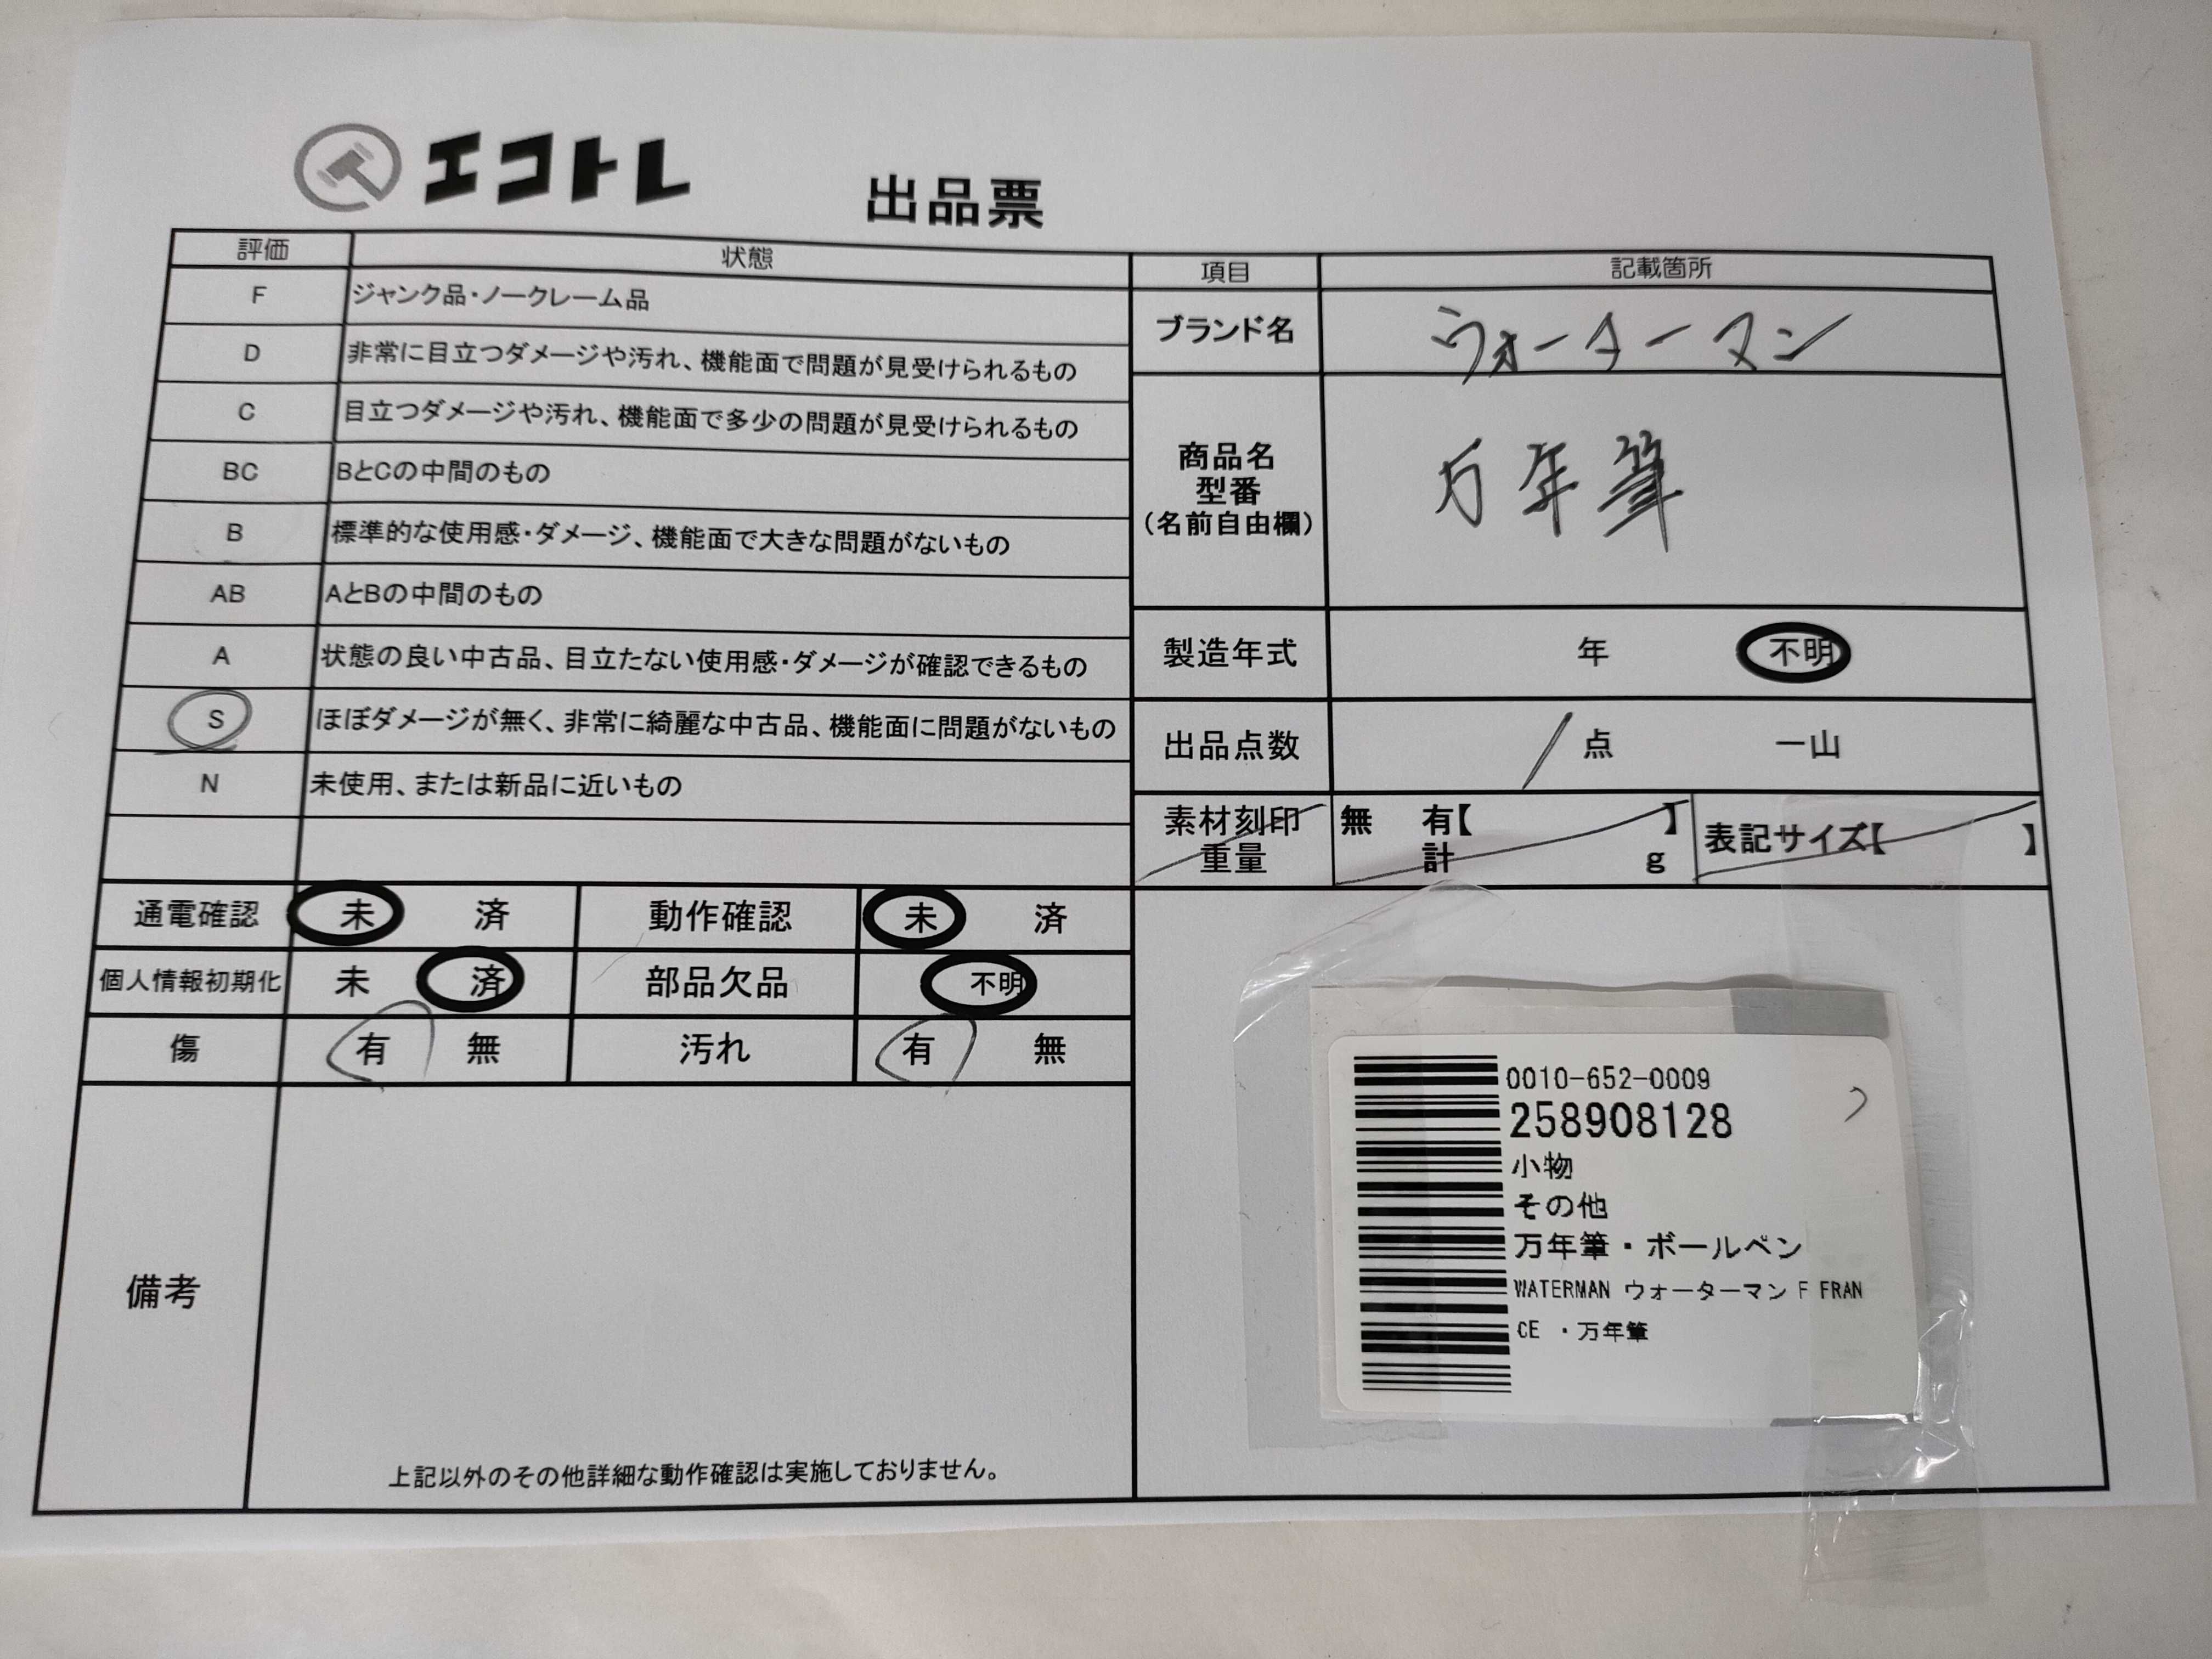 エコトレ
出品票
評価 状態
F ジャンク品・ノークレーム品
D 非常に目立つダメージや汚れ、機能面で問題が見受けられるもの
C 目立つダメージや汚れ、機能面で多少の問題が見受けられるもの
BC BとCの中間のもの
B 標準的な使用感・ダメージ、機能面で大きな問題がないもの
AB AとBの中間のもの
A 状態の良い中古品、目立たない使用感・ダメージが確認できるもの
S ほぼダメージが無く、非常に綺麗な中古品、機能面に問題がないもの
N 未使用、または新品に近いもの
通電確認 未 済 動作確認 未 済
個人情報初期化 未 済 部品欠品 不明
傷 有 無 汚れ 有 無
備考
上記以外のその他詳細な動作確認は実施しておりません。
項目 記載箇所
ブランド名 ウォーターマン
商品名
型番
(名前自由欄)
万年筆
製造年式 年 不明
出品点数 1 点 一山
素材刻印 無 有【 】
重量 計 g
表記サイズ【 】
0010-652-0009
258908128
小物
その他
万年筆・ボールペン
WATERMAN ウォーターマン F FRAN
CE ・万年筆